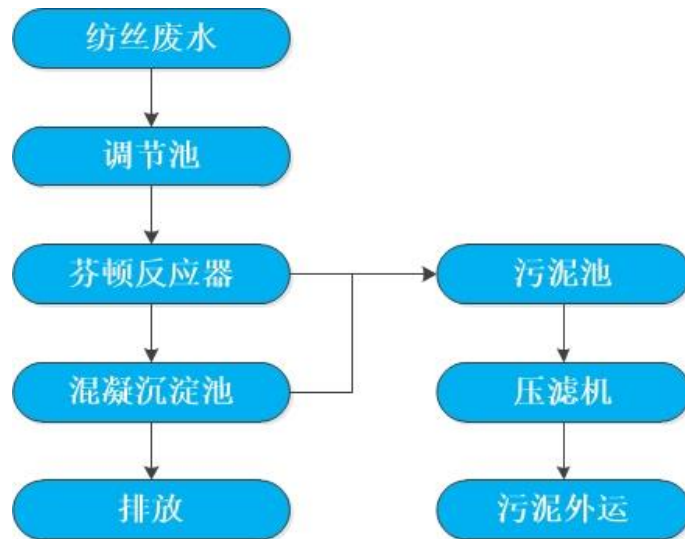 纺丝废水
调节池
芬顿反应器
混凝沉淀池
排放
污泥池
压滤机
污泥外运